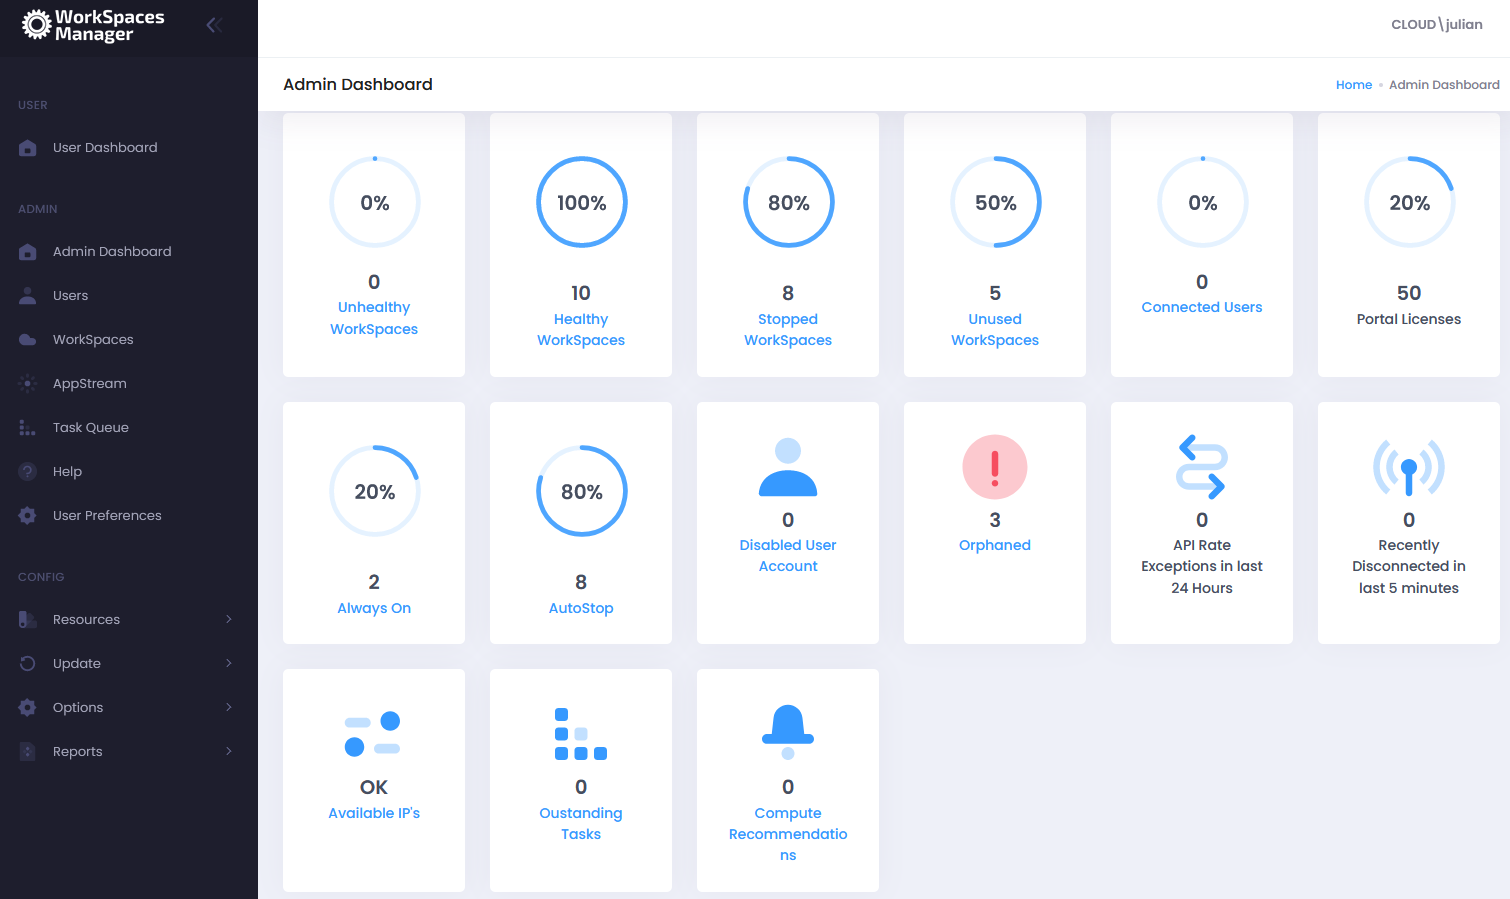 WorkSpaces
Manager
CLOUD\julian
Admin Dashboard
Home • Admin Dashboard
USER
User Dashboard
ADMIN
Admin Dashboard
Users
WorkSpaces
AppStream
Task Queue
Help
User Preferences
CONFIG
Resources
Update
Options
Reports
0%
0
Unhealthy
WorkSpaces
100%
10
Healthy
WorkSpaces
80%
8
Stopped
WorkSpaces
50%
5
Unused
WorkSpaces
0%
0
Connected Users
20%
50
Portal Licenses
20%
2
Always On
80%
8
AutoStop
0
Disabled User
Account
3
Orphaned
0
API Rate
Exceptions in last
24 Hours
0
Recently
Disconnected in
last 5 minutes
OK
Available IP's
0
Oustanding
Tasks
0
Compute
Recommendatio
ns